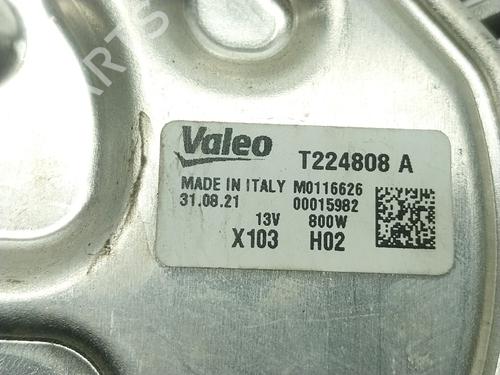 Valeo T224808 A
MADE IN ITALY M0116626
31.08.21 00015982
13V 800W
X103 H02